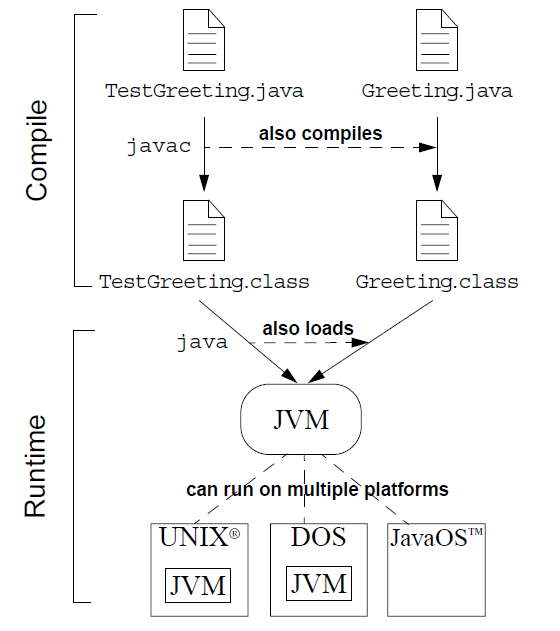 Compile
TestGreeting.java
Greeting.java
javac
also compiles
TestGreeting.class
Greeting.class
Runtime
java
also loads
JVM
can run on multiple platforms
UNIX®
DOS
JavaOS™
JVM
JVM